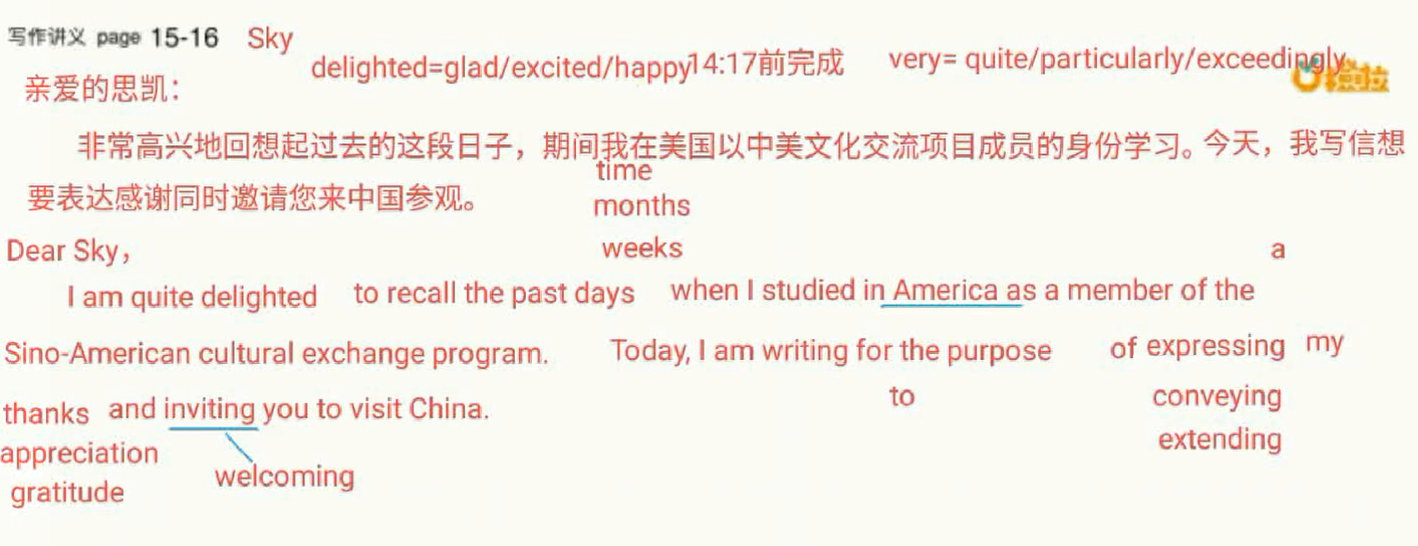 写作讲义 page 15-16 Sky
delighted=glad/excited/happy 14:17前完成 very= quite/particularly/exceedingly
亲爱的思凯：
非常高兴地回想起过去的这段日子，期间我在美国以中美文化交流项目成员的身份学习。今天，我写信想
要表达感谢同时邀请您来中国参观。
time
months
Dear Sky， weeks a
I am quite delighted to recall the past days when I studied in America as a member of the
Sino-American cultural exchange program. Today, I am writing for the purpose of expressing my
to conveying
thanks and inviting you to visit China.
extending
appreciation
welcoming
gratitude